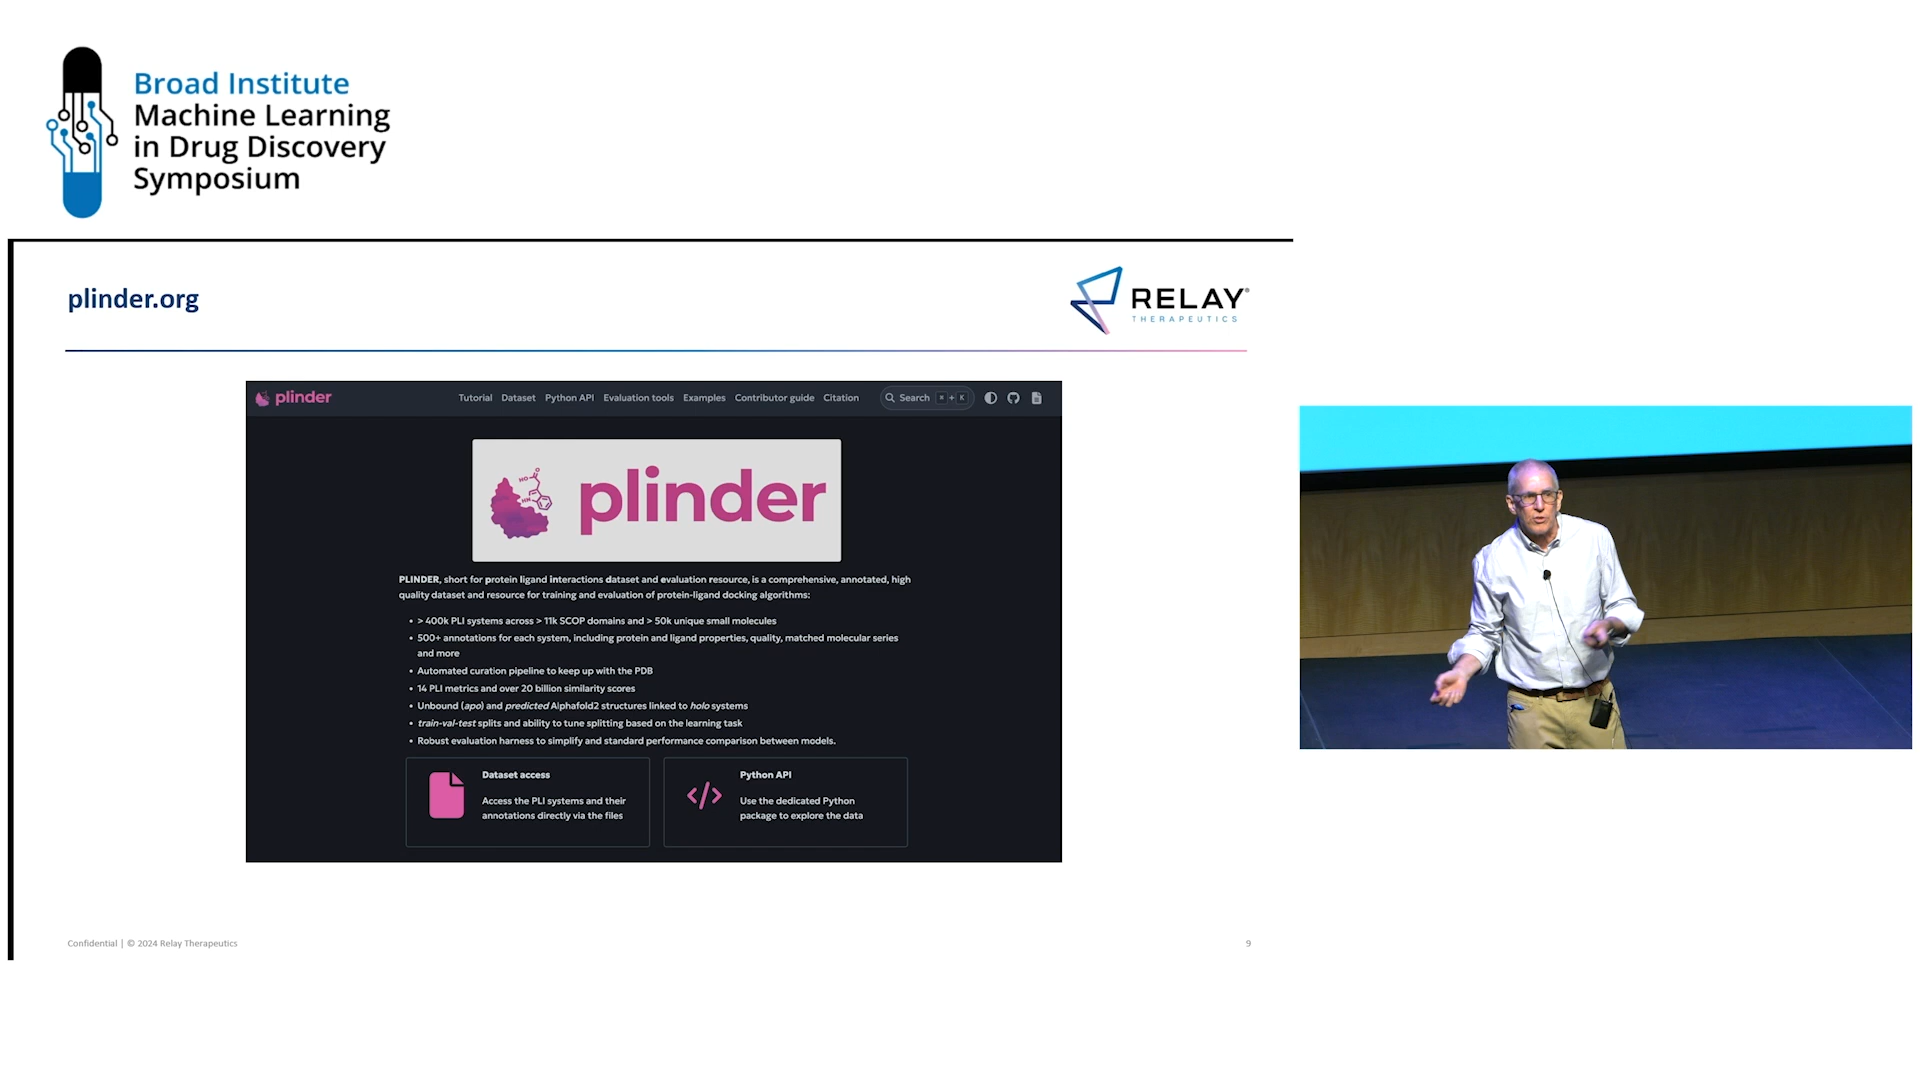 Broad Institute
Machine Learning
in Drug Discovery
Symposium
plinder.org
RELAY®
THERAPEUTICS
plinder
Tutorial Dataset Python API Evaluation tools Examples Contributor guide Citation
Search ⌘ + K
HO
O
HN
plinder
PLINDER, short for protein ligand interactions dataset and evaluation resource, is a comprehensive, annotated, high
quality dataset and resource for training and evaluation of protein-ligand docking algorithms:
• > 400k PLI systems across > 11k SCOP domains and > 50k unique small molecules
• 500+ annotations for each system, including protein and ligand properties, quality, matched molecular series
and more
• Automated curation pipeline to keep up with the PDB
• 14 PLI metrics and over 20 billion similarity scores
• Unbound (apo) and predicted Alphafold2 structures linked to holo systems
• train-val-test splits and ability to tune splitting based on the learning task
• Robust evaluation harness to simplify and standard performance comparison between models.
Dataset access
Access the PLI systems and their
annotations directly via the files
</>
Python API
Use the dedicated Python
package to explore the data
Confidential | © 2024 Relay Therapeutics
9